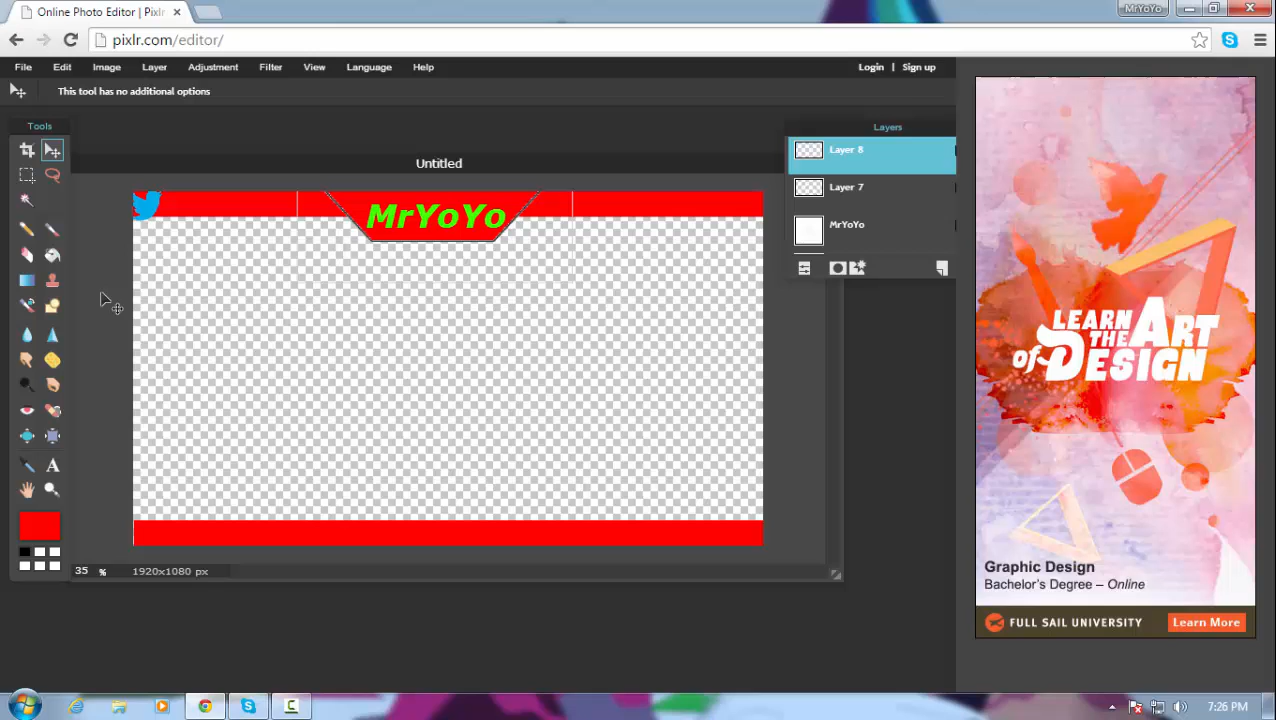 Online Photo Editor | Pixlr
MrYoYo
pixlr.com/editor/
File Edit Image Layer Adjustment Filter View Language Help
Login | Sign up
This tool has no additional options
Tools
Layers
Untitled
Layer 8
Layer 7
MrYoYo
MrYoYo
35 % 1920x1080 px
LEARN
THE ART
of DESIGN
Graphic Design
Bachelor's Degree – Online
FULL SAIL UNIVERSITY
Learn More
7:26 PM